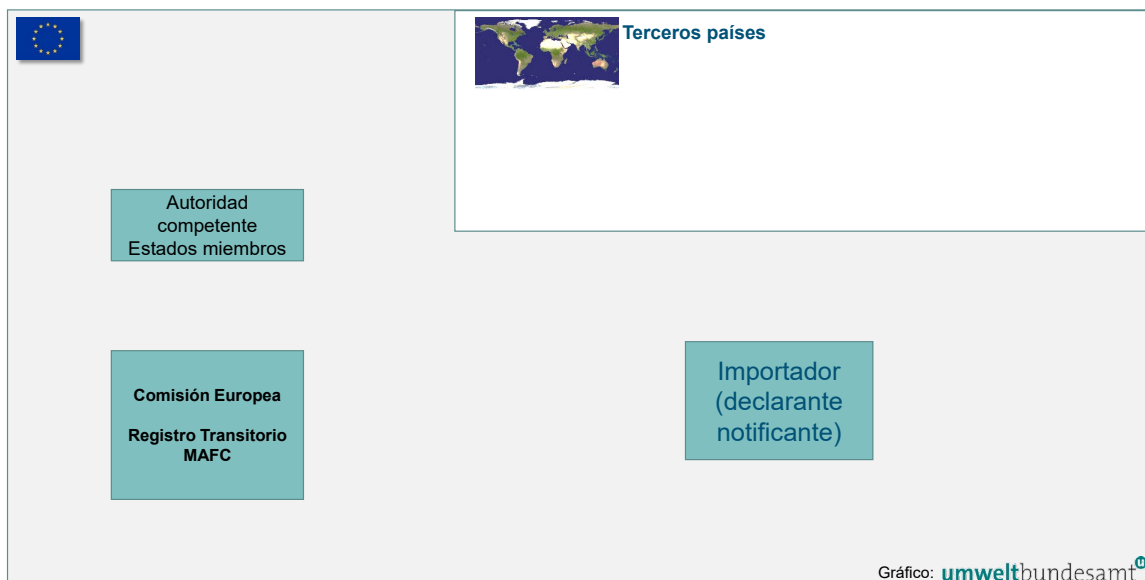 Terceros países
Autoridad
competente
Estados miembros
Comisión Europea
Registro Transitorio
MAFC
Importador
(declarante
notificante)
Gráfico: umweltbundesamt